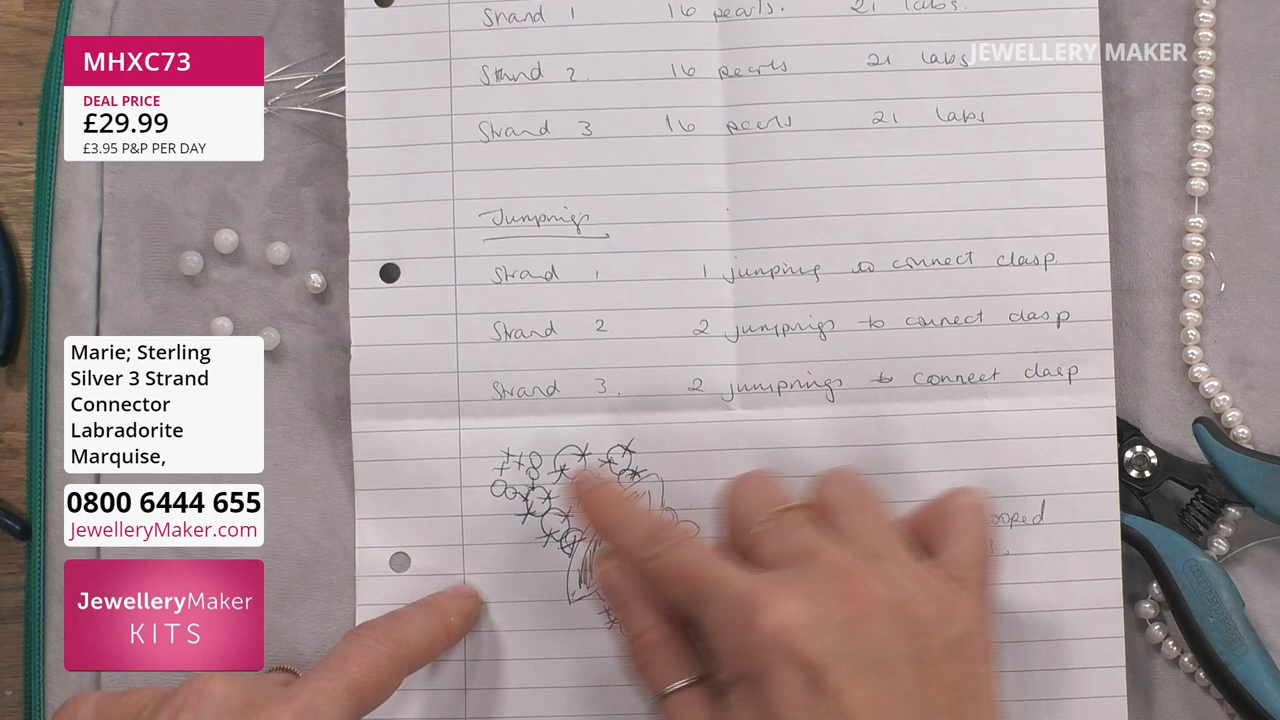 MHXC73
DEAL PRICE
£29.99
£3.95 P&P PER DAY
Marie; Sterling
Silver 3 Strand
Connector
Labradorite
Marquise,
0800 6444 655
JewelleryMaker.com
JewelleryMaker
KITS
JEWELLERY MAKER
Strand 1 16 pearls. 21 labs.
Strand 2. 16 pearls 21 labs
Strand 3 16 pearls 21 labs
Jumprings
Strand 1 1 jumpring to connect clasp.
Strand 2 2 jumprings to connect clasp
Strand 3. 2 jumprings to connect clasp
ooped